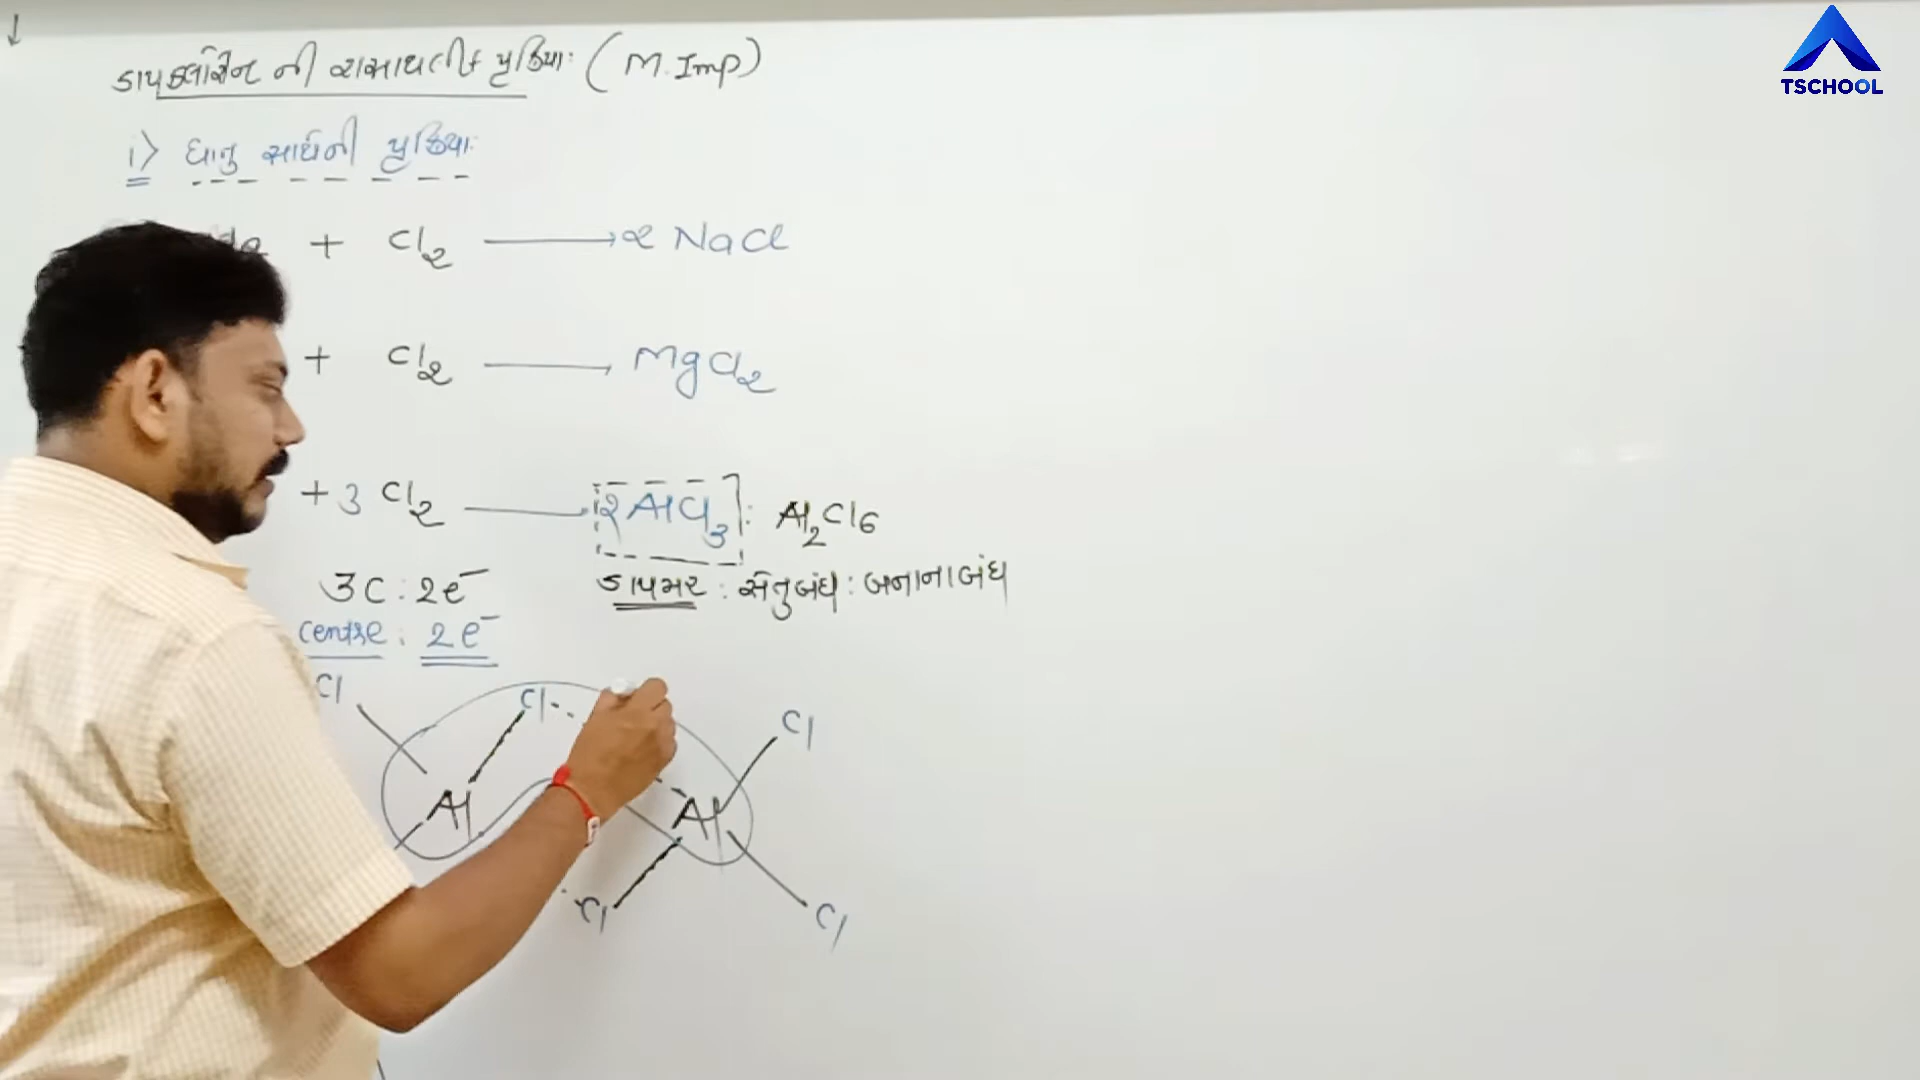 ડાયક્લોરિન ની રાસાયણીક પ્રક્રિયા: (M.Imp)
i> ધાતુ સાથેની પ્રક્રિયા:
+ Cl2 → 2 NaCl
+ Cl2 → MgCl2
+ 3 Cl2 → 2AlCl3 : Al2Cl6
3C : 2e-
ડાયમર : સેતુબંધ : બનાનાબંધ
Centre : 2e-
Cl Cl Cl
Al Al
Cl Cl
TSCHOOL